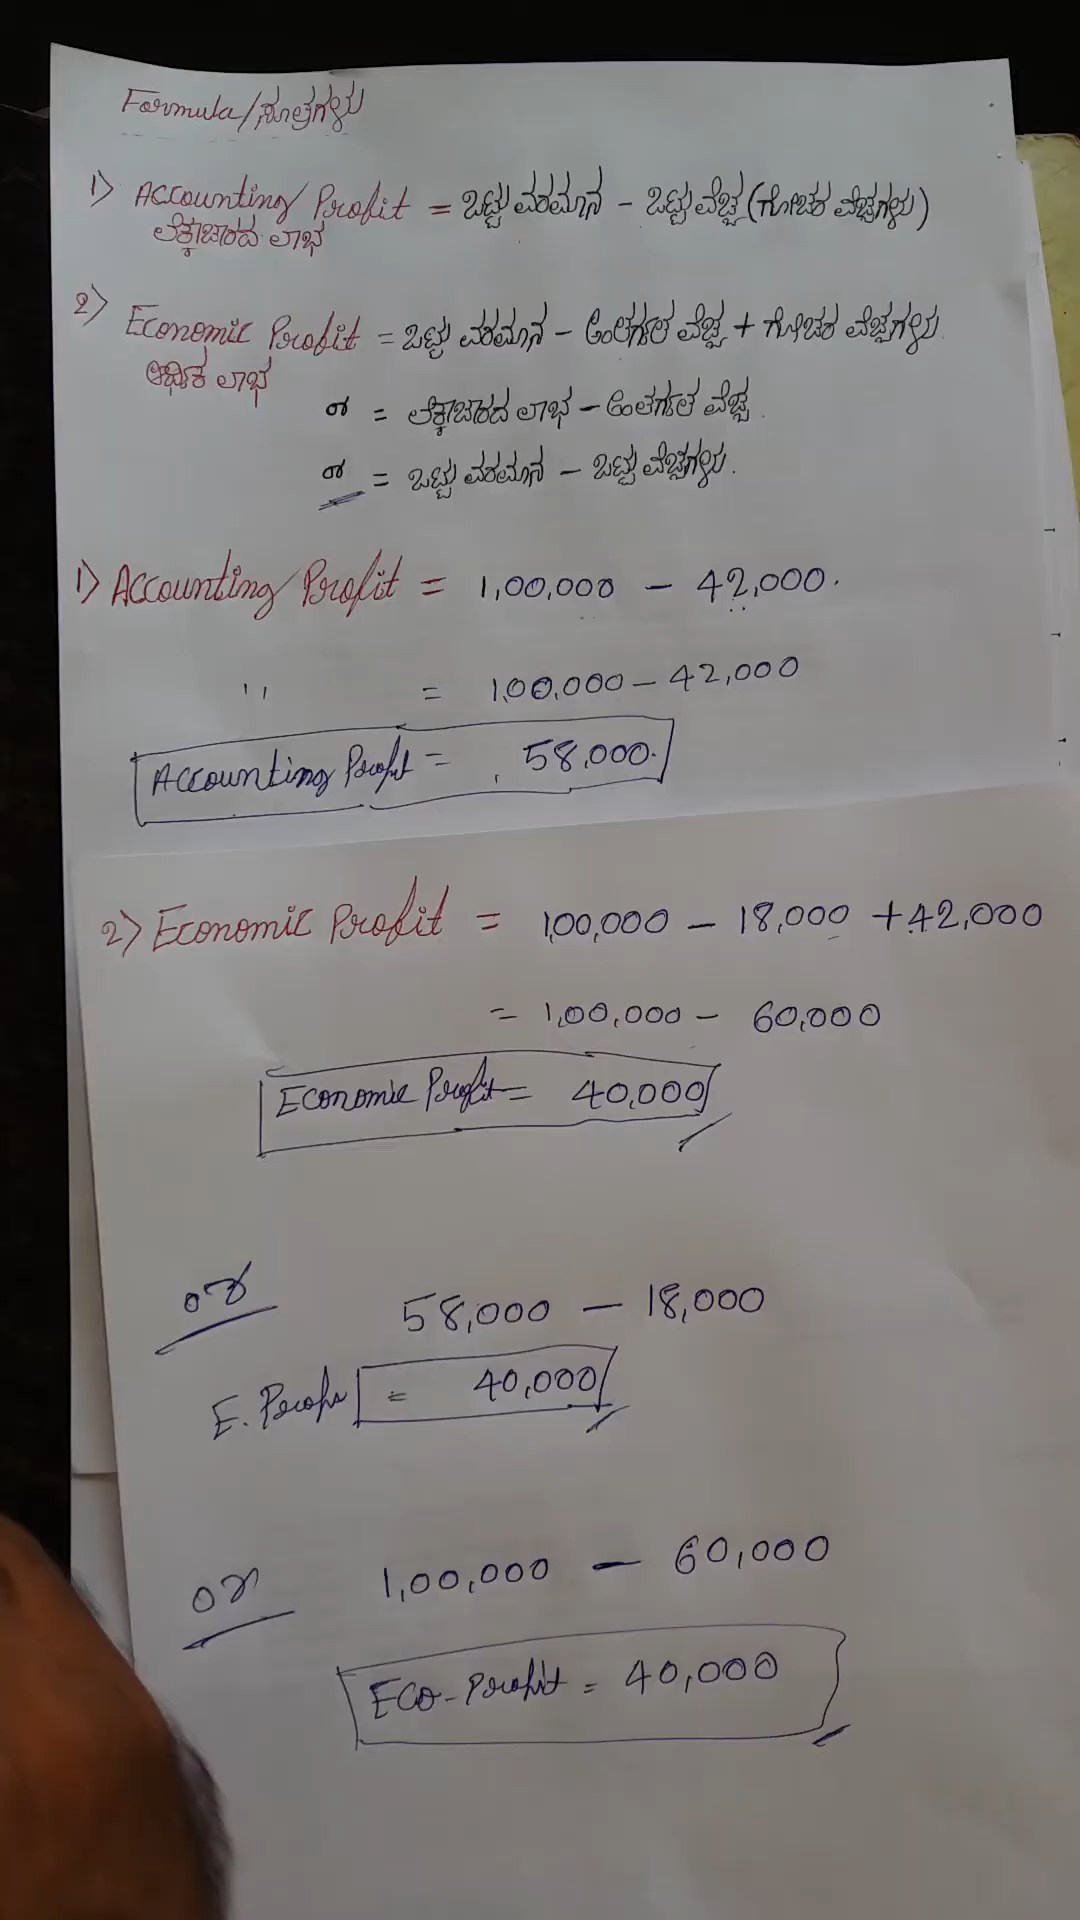 Formula/ಸೂತ್ರಗಳು
1) Accounting Profit = ಒಟ್ಟು ವರಮಾನ - ಒಟ್ಟು ವೆಚ್ಚ (ಗೋಚರ ವೆಚ್ಚಗಳು)
ಲೆಕ್ಕಾಚಾರದ ಲಾಭ
2) Economic Profit = ಒಟ್ಟು ವರಮಾನ - ಅಂತರ್ಗತ ವೆಚ್ಚ + ಗೋಚರ ವೆಚ್ಚಗಳು
ಆರ್ಥಿಕ ಲಾಭ
or = ಲೆಕ್ಕಾಚಾರದ ಲಾಭ - ಅಂತರ್ಗತ ವೆಚ್ಚ
or = ಒಟ್ಟು ವರಮಾನ - ಒಟ್ಟು ವೆಚ್ಚಗಳು.
1) Accounting Profit = 1,00,000 - 42,000.
" = 1,00,000 - 42,000
Accounting Profit = 58,000.
2) Economic Profit = 1,00,000 - 18,000 + 42,000
= 1,00,000 - 60,000
Economic Profit = 40,000
or 58,000 - 18,000
E. Profit = 40,000
or 1,00,000 - 60,000
Eco-Profit = 40,000